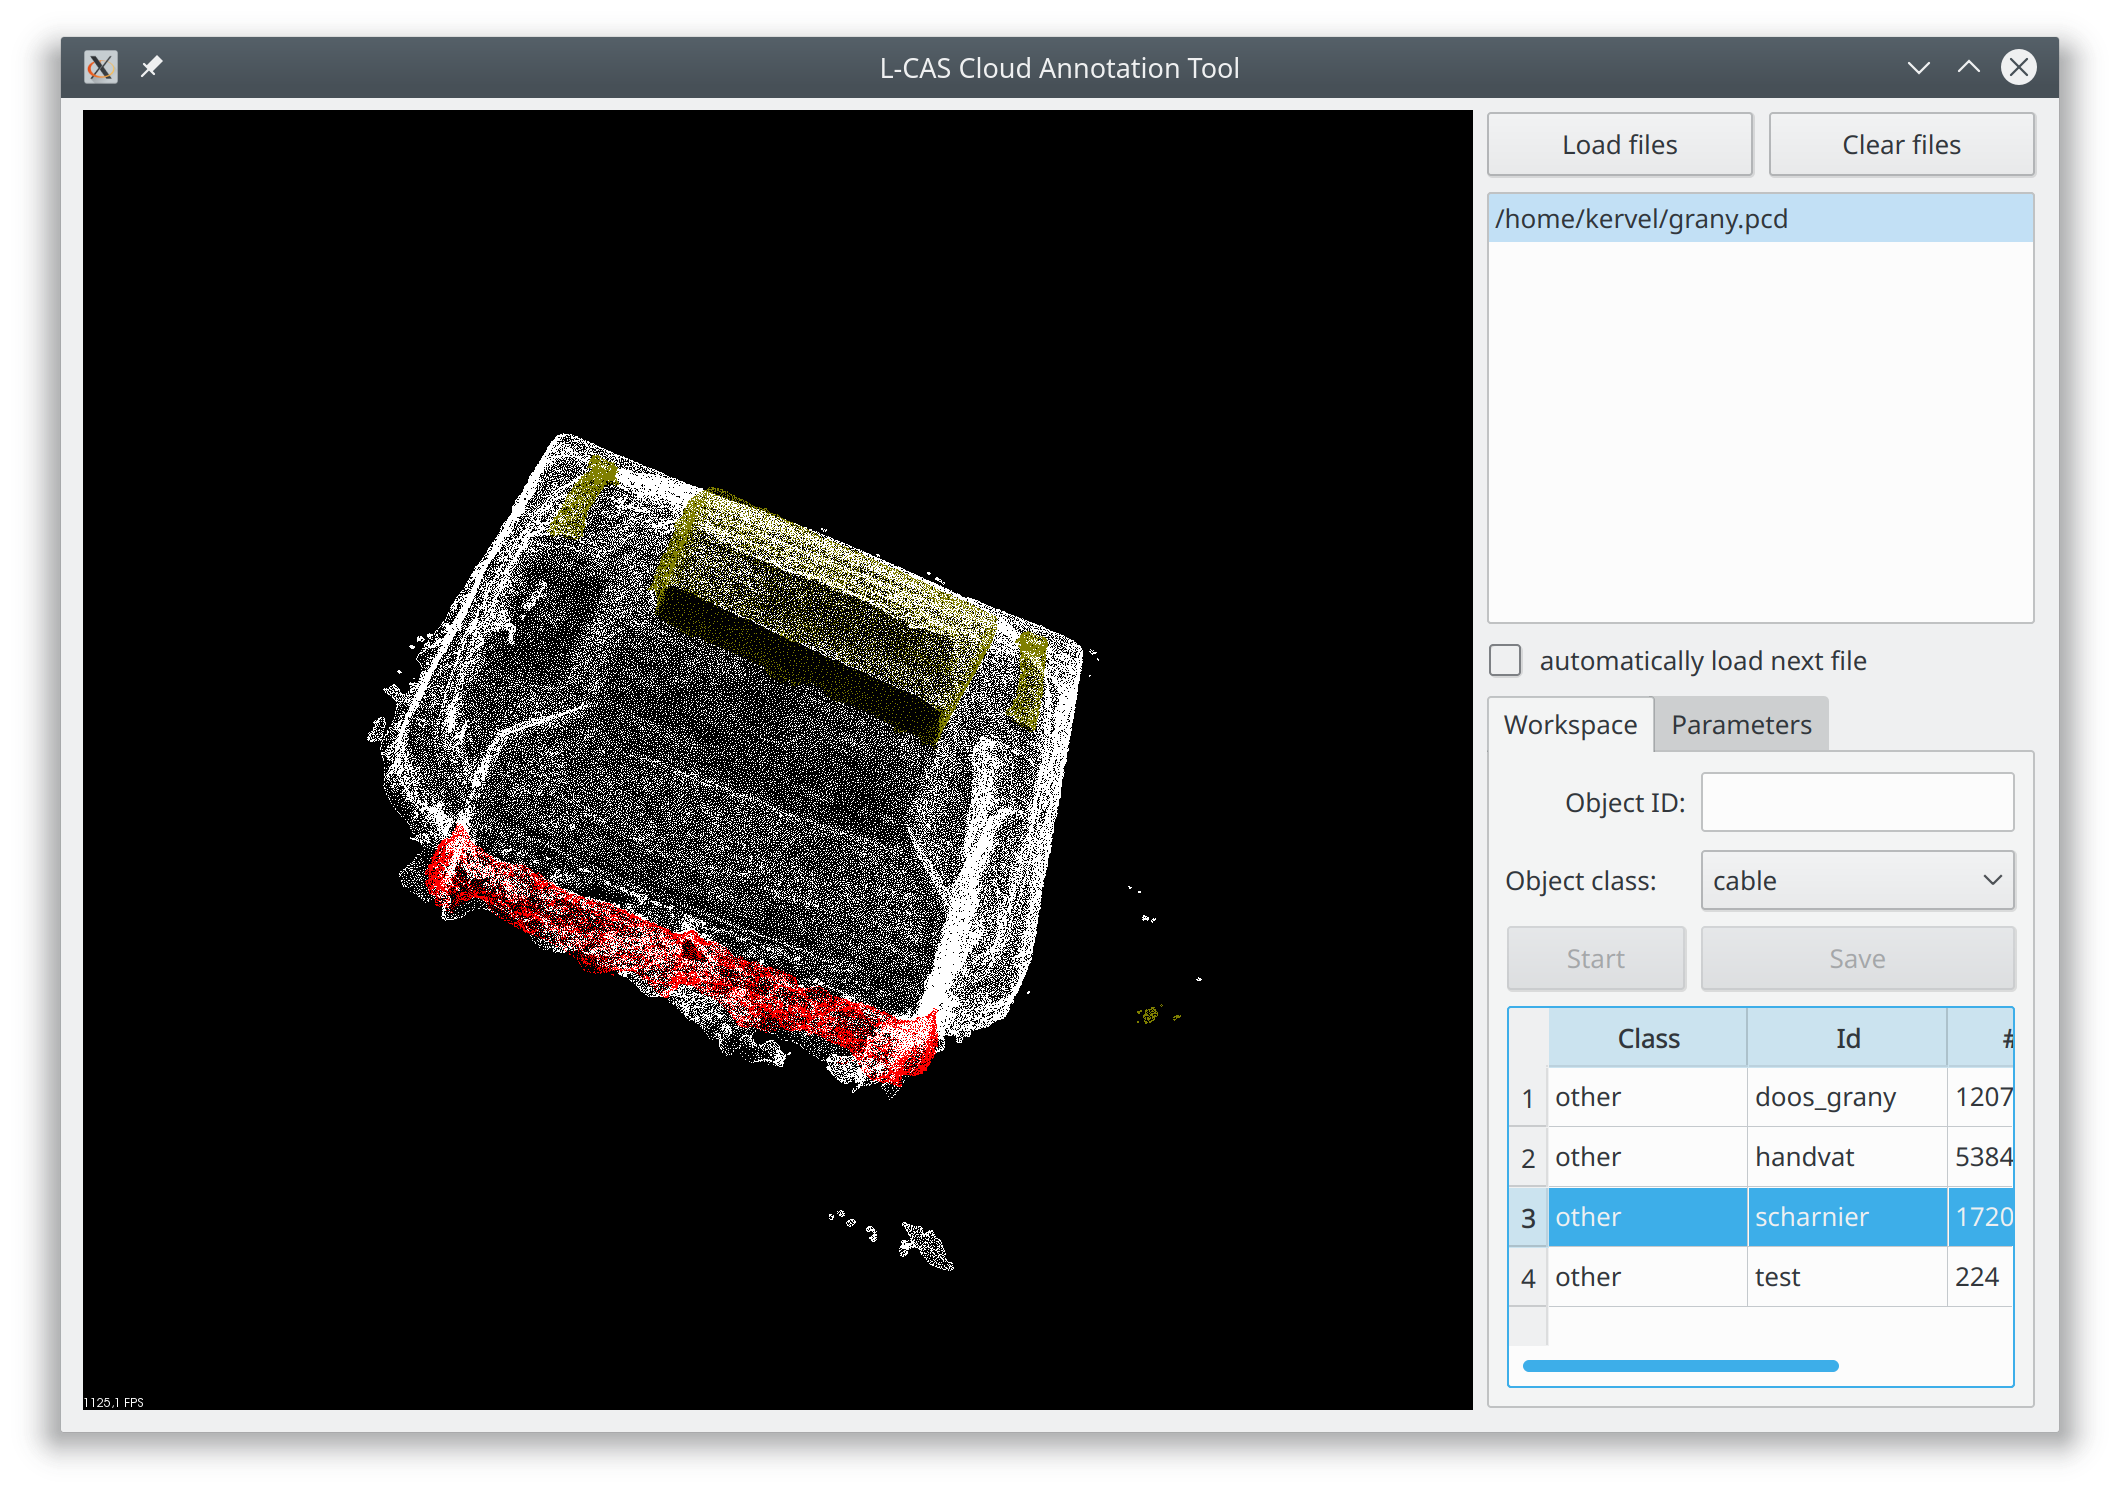 L-CAS Cloud Annotation Tool
Load files
Clear files
/home/kervel/grany.pcd
automatically load next file
Workspace
Parameters
Object ID:
Object class:
cable
Start
Save
Class Id #
1 other doos_grany 1207
2 other handvat 5384
3 other scharnier 1720
4 other test 224
1125,1 FPS